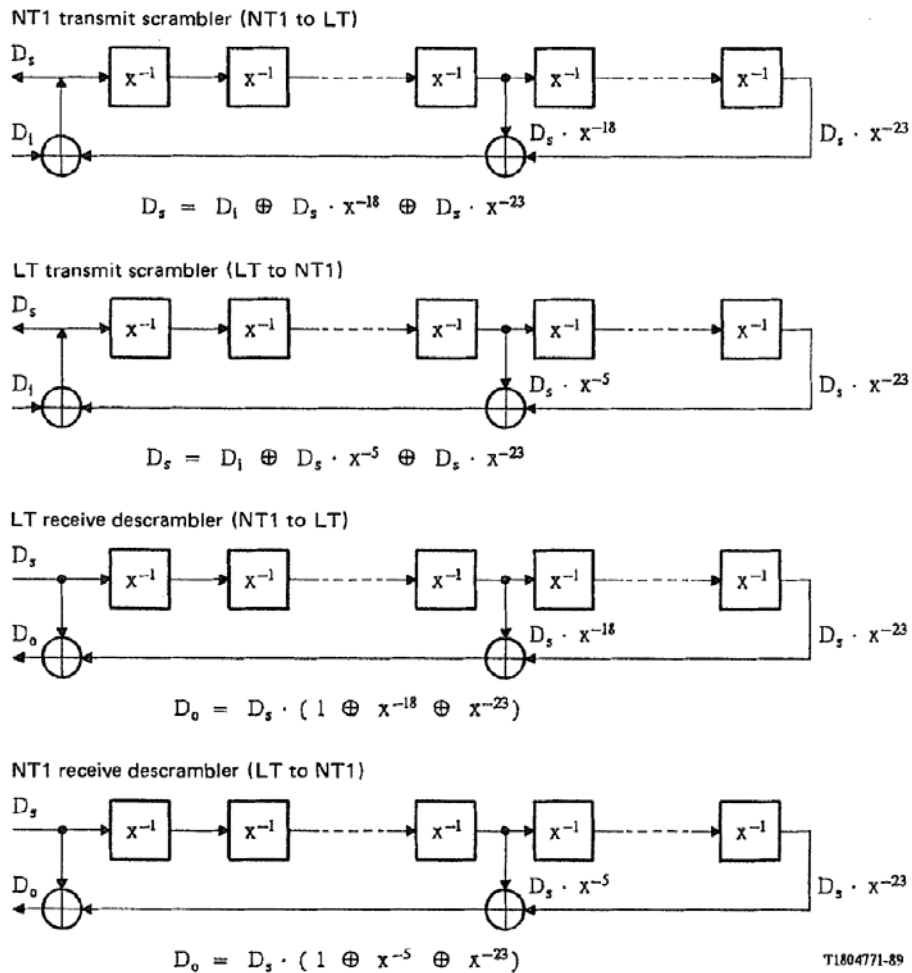 NT1 transmit scrambler (NT1 to LT)
Dₛ
x⁻¹ x⁻¹ x⁻¹ x⁻¹ x⁻¹
Dᵢ Dₛ · x⁻¹⁸ Dₛ · x⁻²³
Dₛ = Dᵢ ⊕ Dₛ · x⁻¹⁸ ⊕ Dₛ · x⁻²³
LT transmit scrambler (LT to NT1)
Dₛ
x⁻¹ x⁻¹ x⁻¹ x⁻¹ x⁻¹
Dᵢ Dₛ · x⁻⁵ Dₛ · x⁻²³
Dₛ = Dᵢ ⊕ Dₛ · x⁻⁵ ⊕ Dₛ · x⁻²³
LT receive descrambler (NT1 to LT)
Dₛ
x⁻¹ x⁻¹ x⁻¹ x⁻¹ x⁻¹
Dₒ Dₛ · x⁻¹⁸ Dₛ · x⁻²³
Dₒ = Dₛ · ( 1 ⊕ x⁻¹⁸ ⊕ x⁻²³)
NT1 receive descrambler (LT to NT1)
Dₛ
x⁻¹ x⁻¹ x⁻¹ x⁻¹ x⁻¹
Dₒ Dₛ · x⁻⁵ Dₛ · x⁻²³
Dₒ = Dₛ · ( 1 ⊕ x⁻⁵ ⊕ x⁻²³)
T1804771-89